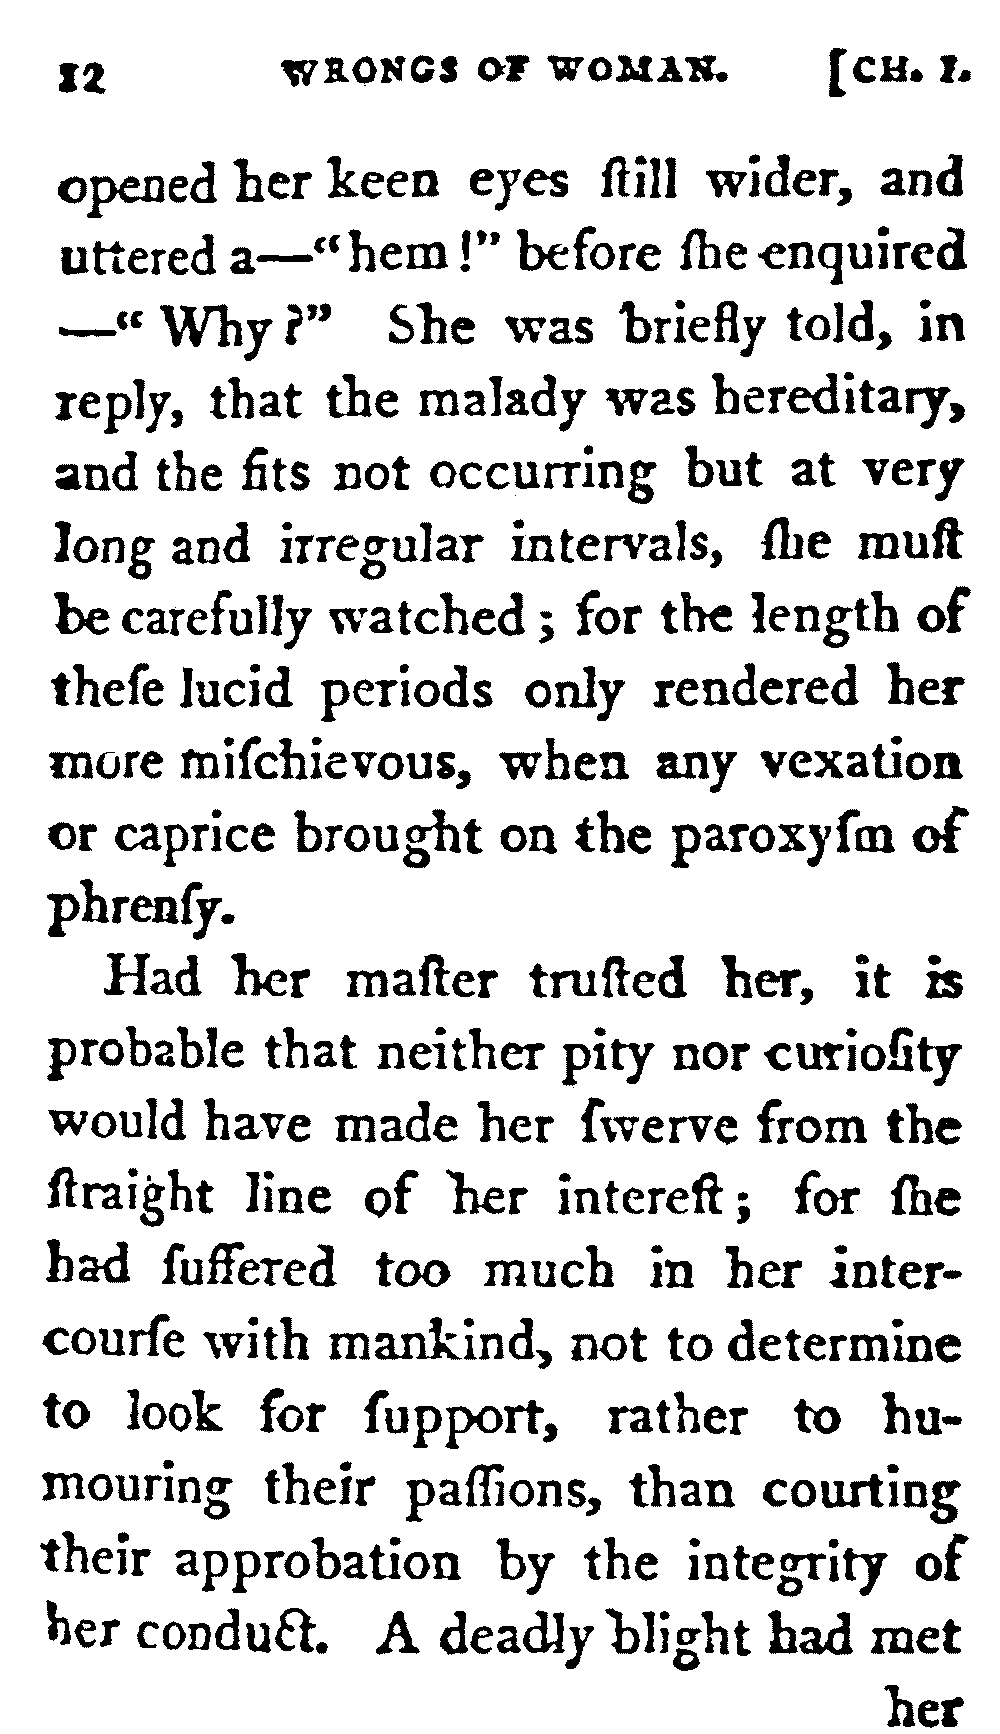 12 WRONGS OF WOMAN. [CH. I.
opened her keen eyes ſtill wider, and
uttered a—“hem!” before ſhe enquired
—“Why?” She was briefly told, in
reply, that the malady was hereditary,
and the fits not occurring but at very
long and irregular intervals, ſhe muſt
be carefully watched; for the length of
theſe lucid periods only rendered her
more miſchievous, when any vexation
or caprice brought on the paroxyſm of
phrenſy.
Had her maſter truſted her, it is
probable that neither pity nor curioſity
would have made her ſwerve from the
ſtraight line of her intereſt; for ſhe
had ſuffered too much in her inter-
courſe with mankind, not to determine
to look for ſupport, rather to hu-
mouring their paſſions, than courting
their approbation by the integrity of
her conduct. A deadly blight had met
her